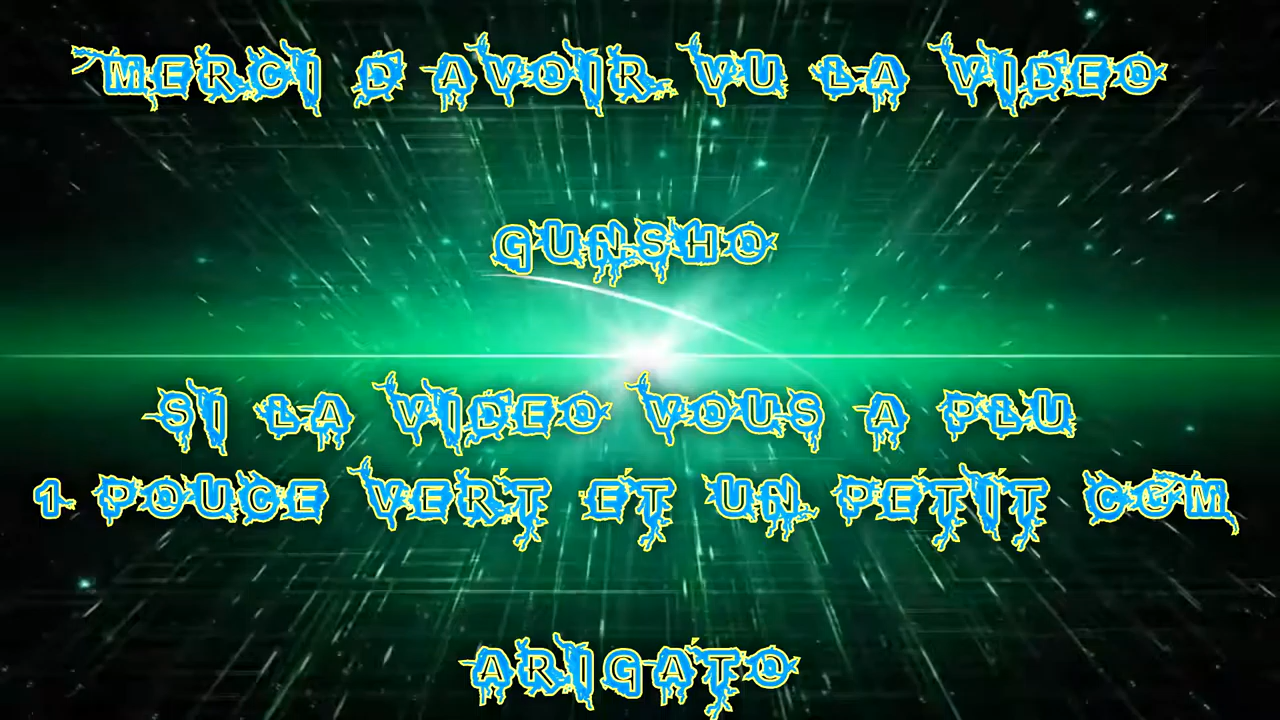 MERCI D AVOIR VU LA VIDEO
GUNSHO
SI LA VIDEO VOUS A PLU
1 POUCE VERT ET UN PETIT COM
ARIGATO